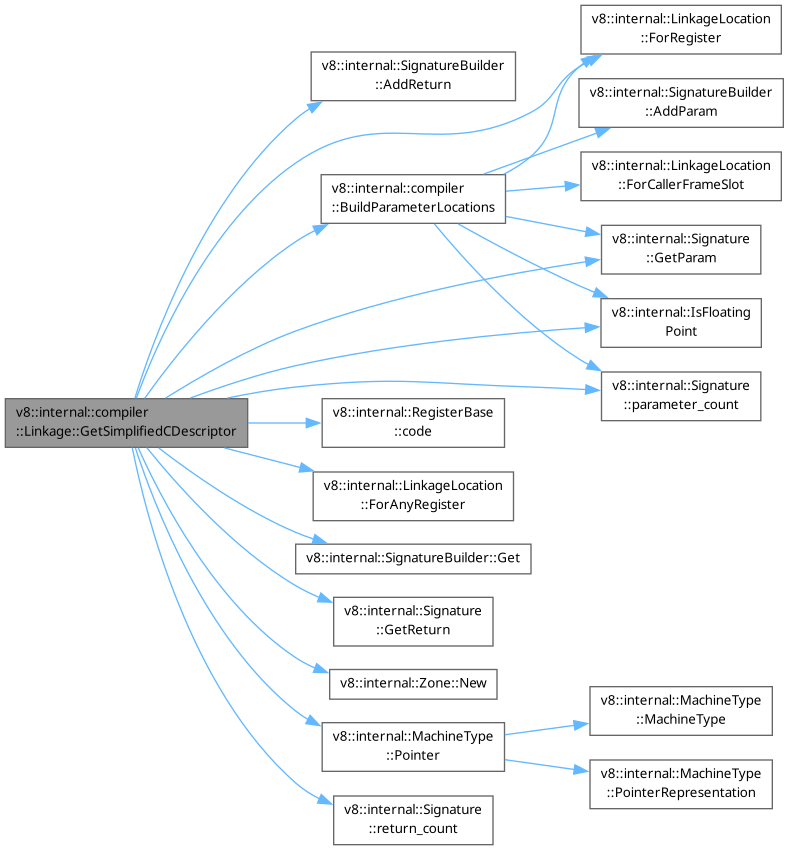 v8::internal::compiler
::Linkage::GetSimplifiedCDescriptor
v8::internal::SignatureBuilder
::AddReturn
v8::internal::LinkageLocation
::ForRegister
v8::internal::compiler
::BuildParameterLocations
v8::internal::SignatureBuilder
::AddParam
v8::internal::LinkageLocation
::ForCallerFrameSlot
v8::internal::Signature
::GetParam
v8::internal::IsFloating
Point
v8::internal::Signature
::parameter_count
v8::internal::RegisterBase
::code
v8::internal::LinkageLocation
::ForAnyRegister
v8::internal::SignatureBuilder::Get
v8::internal::Signature
::GetReturn
v8::internal::Zone::New
v8::internal::MachineType
::Pointer
v8::internal::MachineType
::MachineType
v8::internal::MachineType
::PointerRepresentation
v8::internal::Signature
::return_count